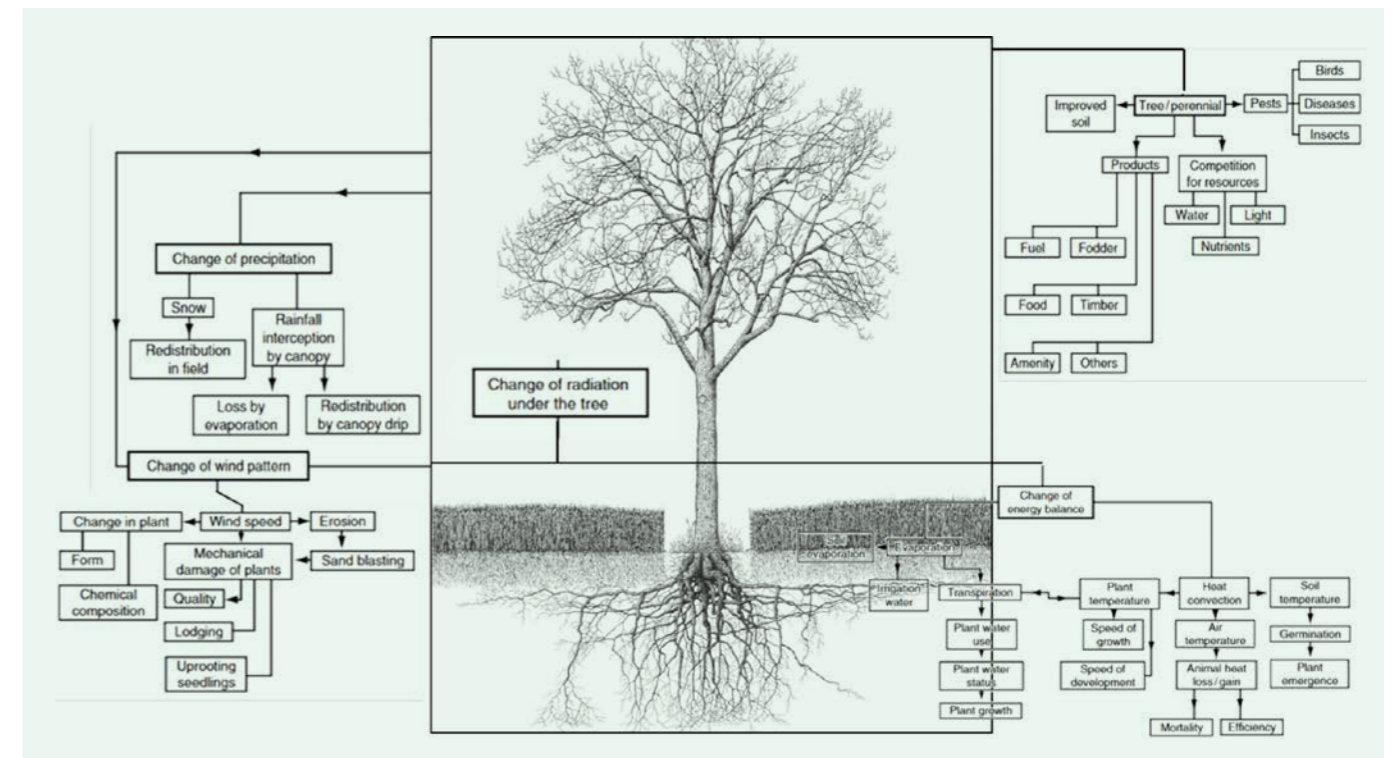 Birds
Improved
soil
Tree/perennial
Pests
Diseases
Insects
Products
Competition
for resources
Water
Light
Nutrients
Fuel
Fodder
Food
Timber
Amenity
Others
Change of precipitation
Snow
Redistribution
in field
Rainfall
interception
by canopy
Loss by
evaporation
Redistribution
by canopy drip
Change of radiation
under the tree
Change of wind pattern
Change in plant
Wind speed
Erosion
Form
Mechanical
damage of plants
Sand blasting
Chemical
composition
Quality
Lodging
Uprooting
seedlings
Change of
energy balance
Soil
evaporation
Evaporation
Irrigation
water
Transpiration
Plant water
use
Plant water
status
Plant growth
Plant
temperature
Speed of
growth
Speed of
development
Heat
convection
Air
temperature
Animal heat
loss/gain
Mortality
Efficiency
Soil
temperature
Germination
Plant
emergence